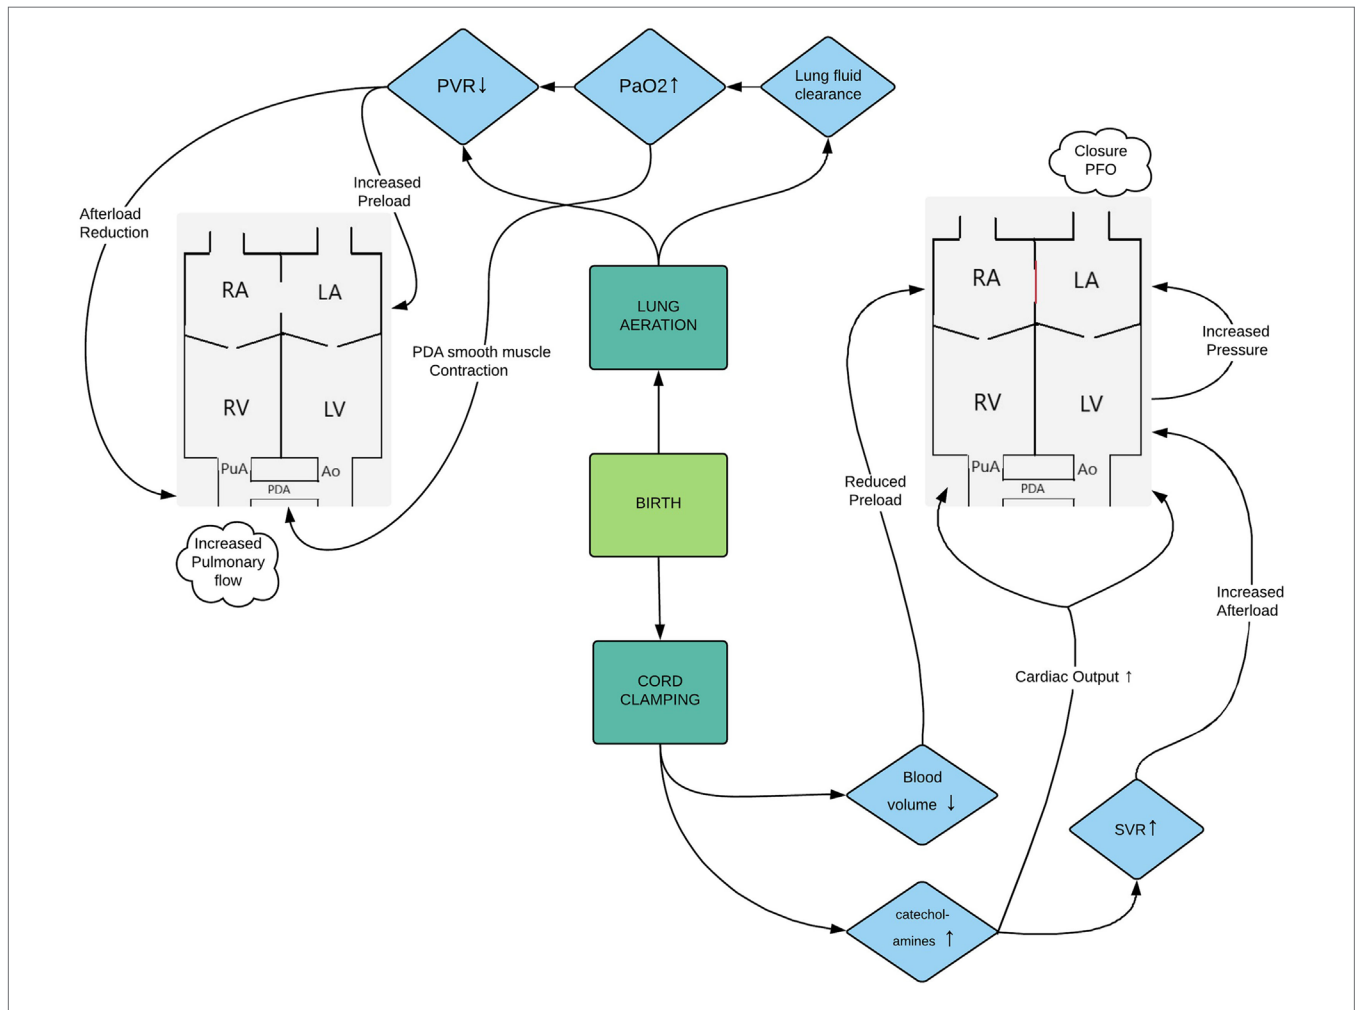 PVR↓
PaO2↑
Lung fluid
clearance
Closure
PFO
Increased
Preload
Afterload
Reduction
RA
LA
RV
LV
PuA
Ao
PDA
Increased
Pulmonary
flow
PDA smooth muscle
Contraction
LUNG
AERATION
BIRTH
CORD
CLAMPING
RA
LA
RV
LV
PuA
Ao
PDA
Increased
Pressure
Reduced
Preload
Increased
Afterload
Cardiac Output ↑
Blood
volume ↓
SVR↑
catechol-
amines ↑